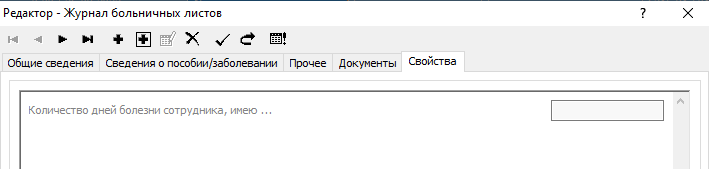 Редактор - Журнал больничных листов
Общие сведения Сведения о пособии/заболевании Прочее Документы Свойства
Количество дней болезни сотрудника, имею ...